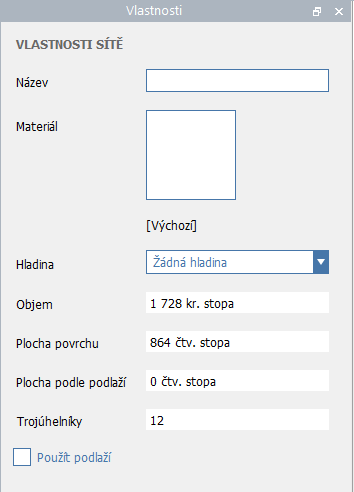 Vlastnosti
VLASTNOSTI SÍTĚ
Název
Materiál
[Výchozí]
Hladina Žádná hladina
Objem 1 728 kr. stopa
Plocha povrchu 864 čtv. stopa
Plocha podle podlaží 0 čtv. stopa
Trojúhelníky 12
Použít podlaží